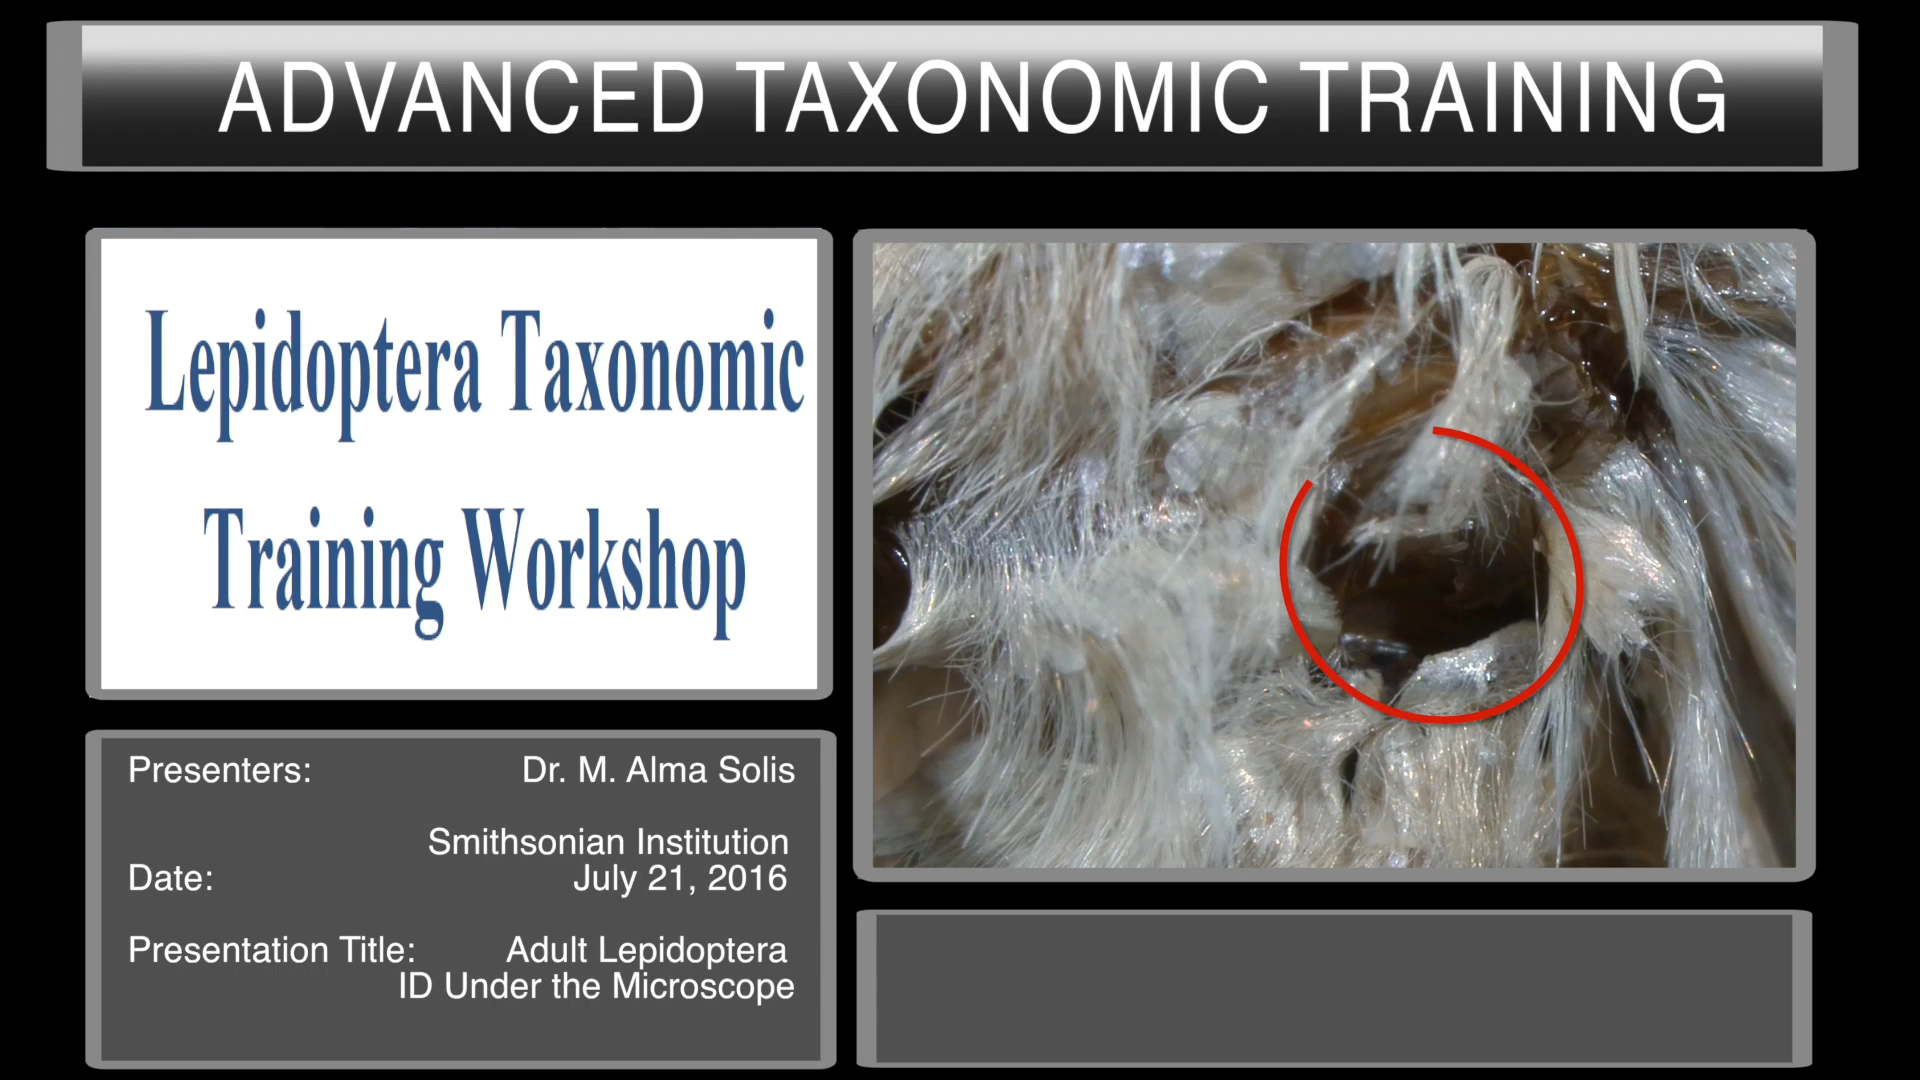 ADVANCED TAXONOMIC TRAINING
Lepidoptera Taxonomic
Training Workshop
Presenters: Dr. M. Alma Solis
Smithsonian Institution
Date: July 21, 2016
Presentation Title: Adult Lepidoptera
ID Under the Microscope